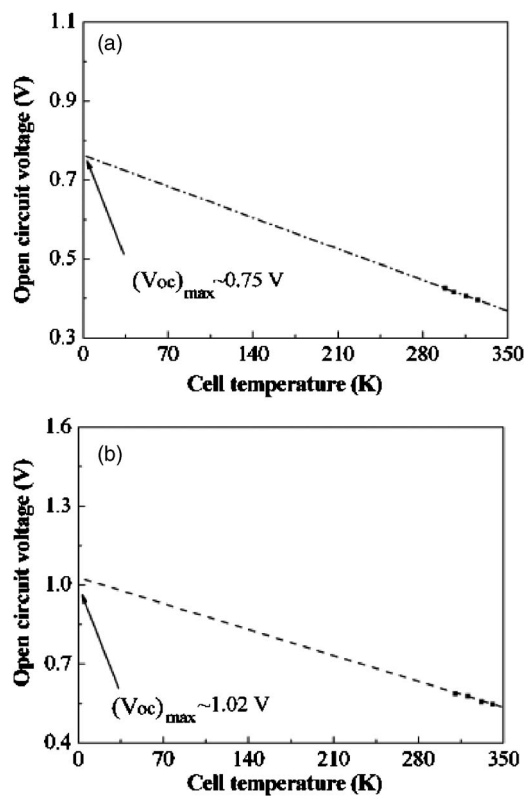 (a)
Open circuit voltage (V)
1.1
0.9
0.7
0.5
0.3
(Voc)max~0.75 V
0 70 140 210 280 350
Cell temperature (K)
(b)
Open circuit voltage (V)
1.6
1.3
1.0
0.7
0.4
(Voc)max~1.02 V
0 70 140 210 280 350
Cell temperature (K)